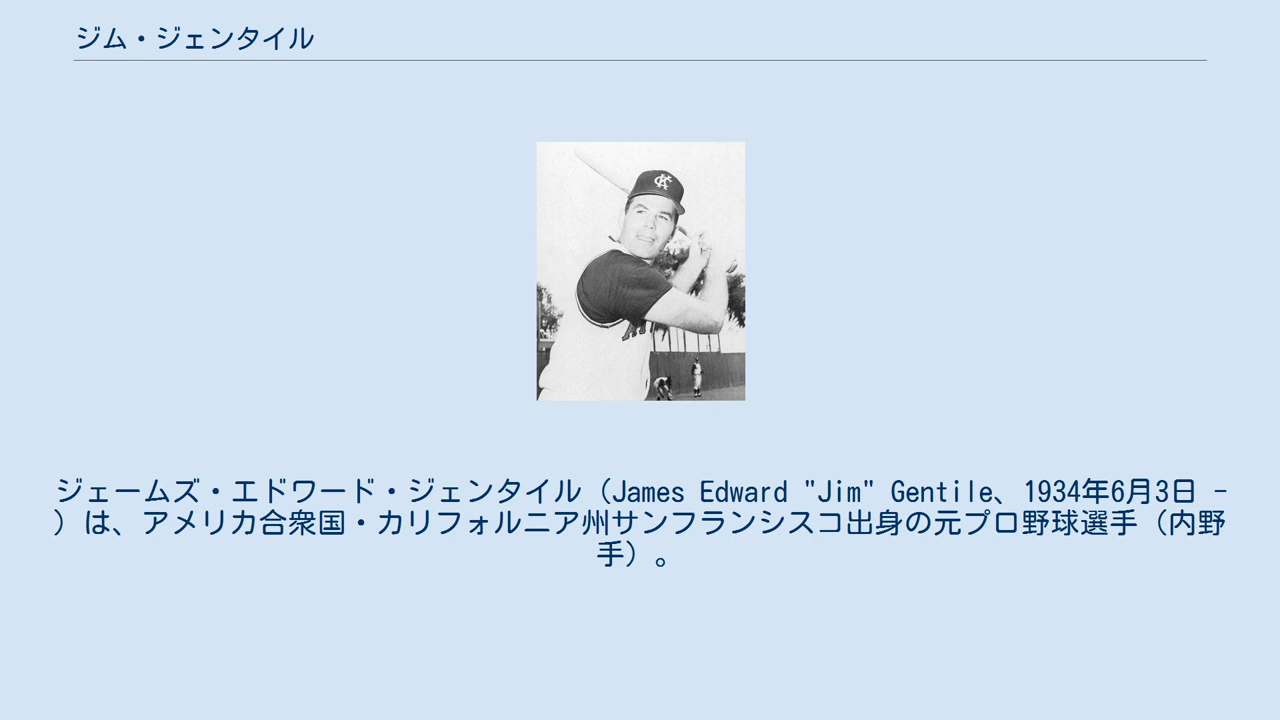 ジム・ジェンタイル
ジェームズ・エドワード・ジェンタイル（James Edward "Jim" Gentile、1934年6月3日 -
）は、アメリカ合衆国・カリフォルニア州サンフランシスコ出身の元プロ野球選手（内野
手）。